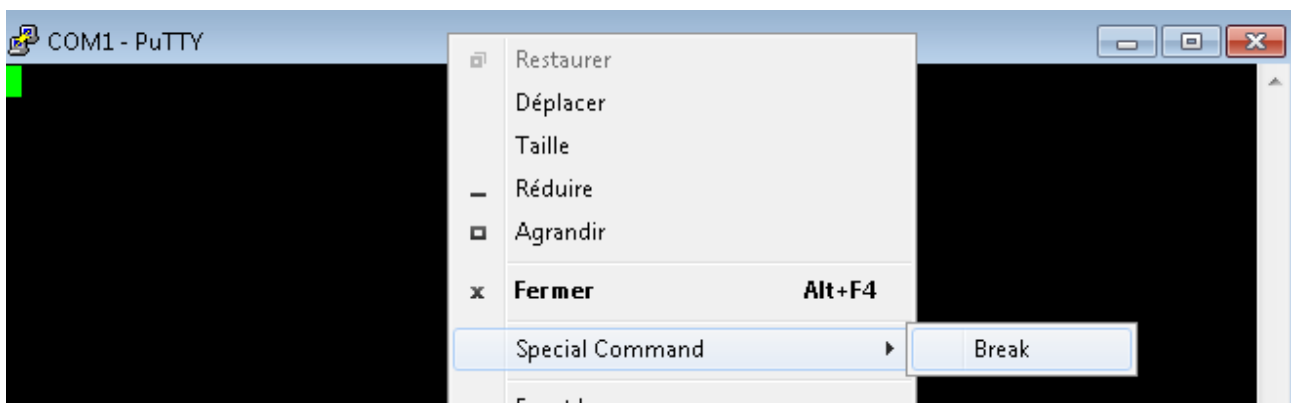 COM1 - PuTTY
Restaurer
Déplacer
Taille
Réduire
Agrandir
Fermer Alt+F4
Special Command
Break